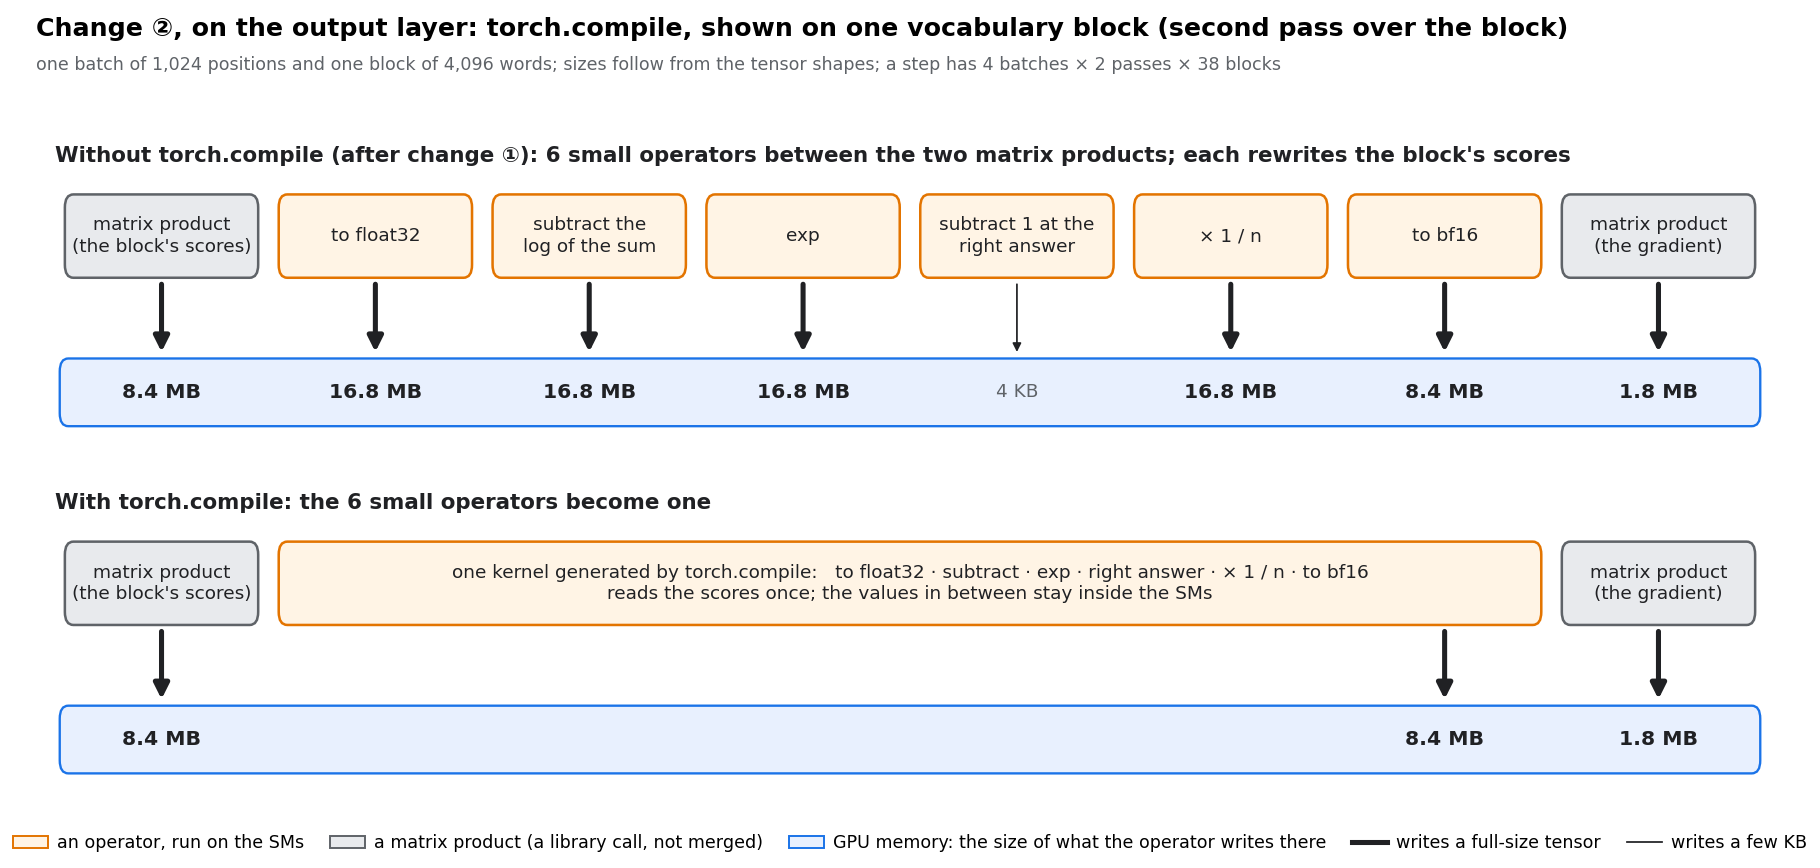 Change ②, on the output layer: torch.compile, shown on one vocabulary block (second pass over the block)
one batch of 1,024 positions and one block of 4,096 words; sizes follow from the tensor shapes; a step has 4 batches × 2 passes × 38 blocks
Without torch.compile (after change ①): 6 small operators between the two matrix products; each rewrites the block's scores
matrix product
(the block's scores)
to float32
subtract the
log of the sum
exp
subtract 1 at the
right answer
× 1 / n
to bf16
matrix product
(the gradient)
8.4 MB
16.8 MB
16.8 MB
16.8 MB
4 KB
16.8 MB
8.4 MB
1.8 MB
With torch.compile: the 6 small operators become one
matrix product
(the block's scores)
one kernel generated by torch.compile:   to float32 · subtract · exp · right answer · × 1 / n · to bf16
reads the scores once; the values in between stay inside the SMs
matrix product
(the gradient)
8.4 MB
8.4 MB
1.8 MB
an operator, run on the SMs
a matrix product (a library call, not merged)
GPU memory: the size of what the operator writes there
writes a full-size tensor
writes a few KB